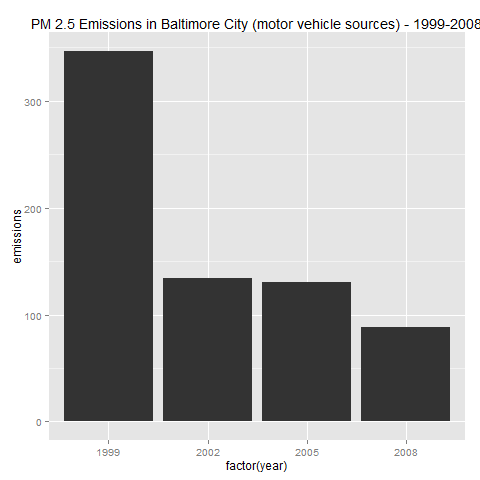 PM 2.5 Emissions in Baltimore City (motor vehicle sources) - 1999-2008
300
200
100
0
emissions
1999 2002 2005 2008
factor(year)